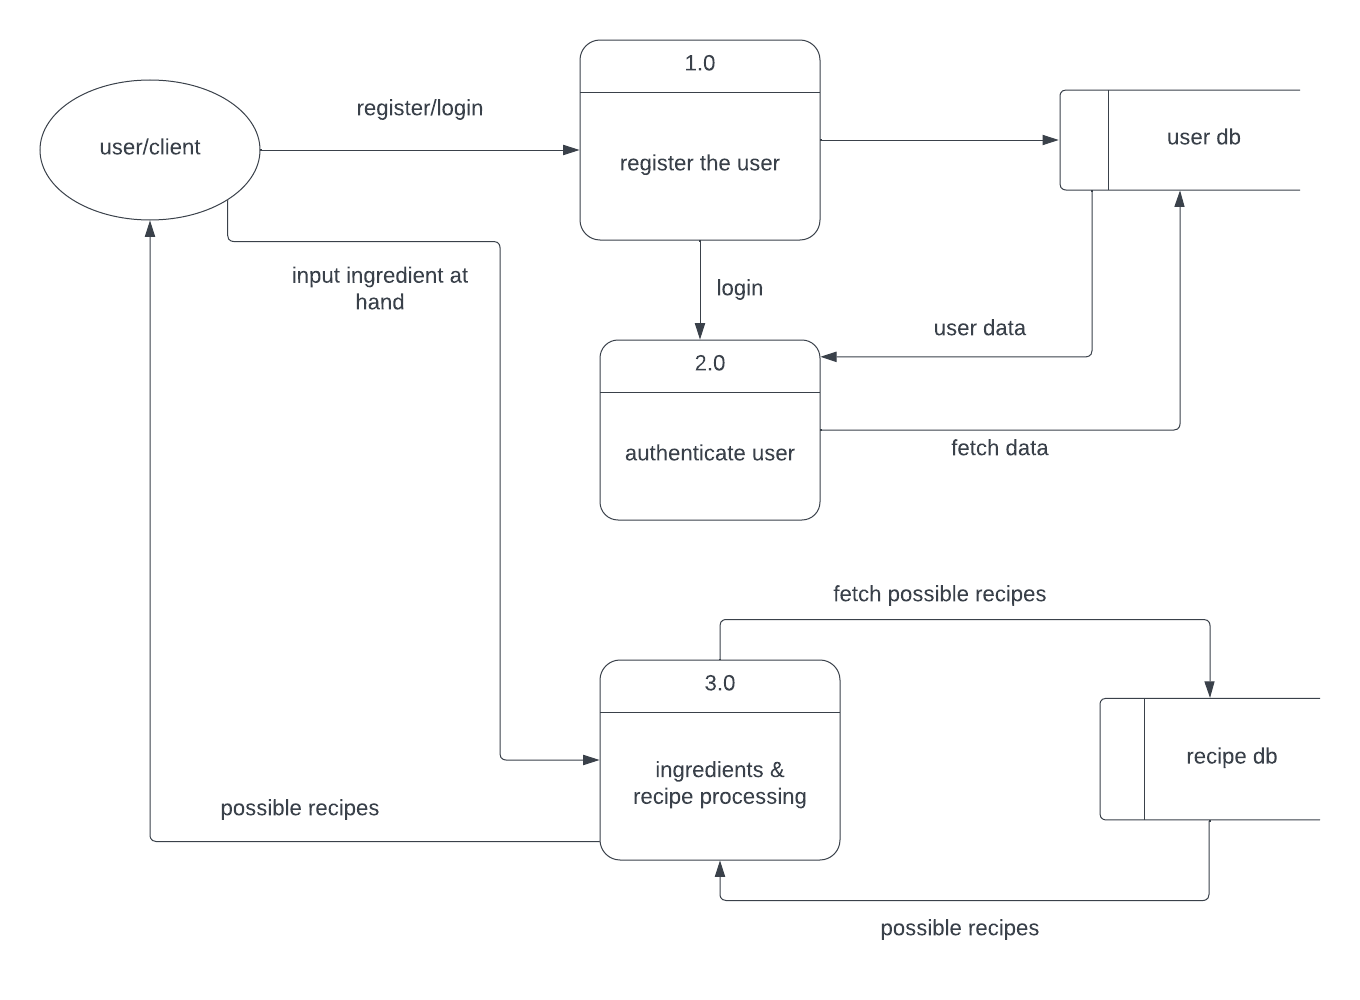 1.0
register/login
user/client
register the user
user db
input ingredient at
hand
login
user data
2.0
authenticate user
fetch data
fetch possible recipes
3.0
ingredients &
recipe processing
recipe db
possible recipes
possible recipes